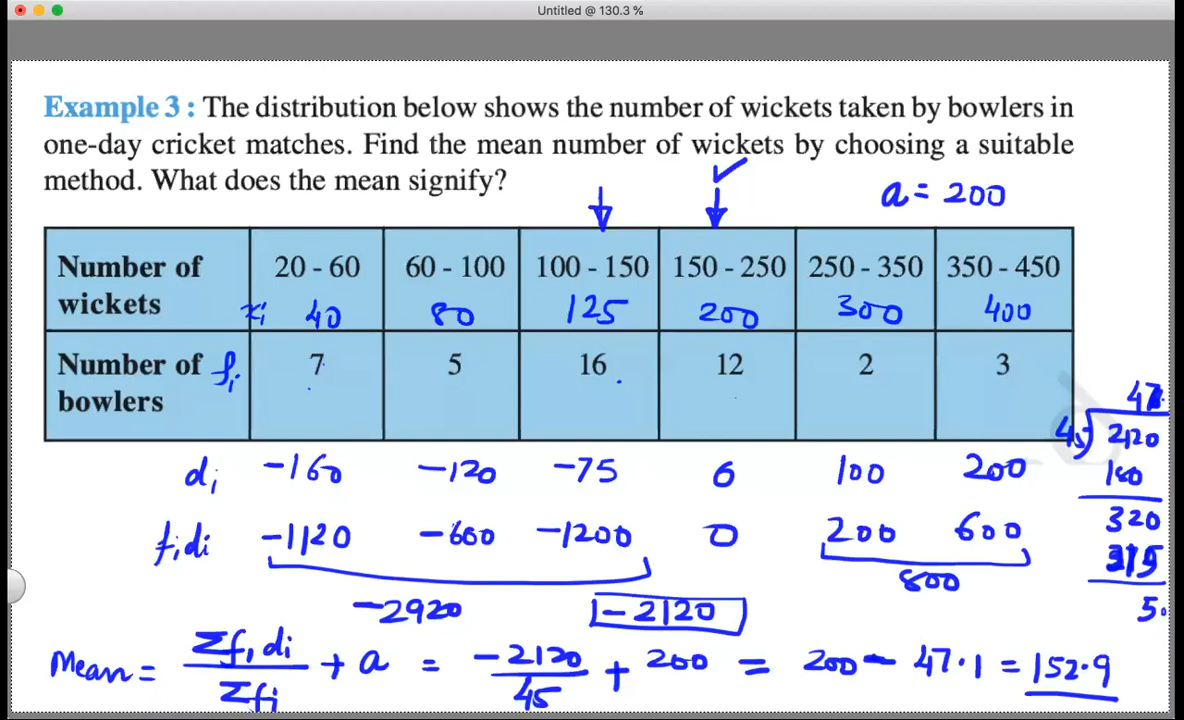 Untitled @ 130.3 %
Example 3 : The distribution below shows the number of wickets taken by bowlers in
one-day cricket matches. Find the mean number of wickets by choosing a suitable
method. What does the mean signify?
a = 200
Number of wickets 20 - 60 60 - 100 100 - 150 150 - 250 250 - 350 350 - 450
xi 40 80 125 200 300 400
Number of bowlers fi 7 5 16 12 2 3
di -160 -120 -75 0 100 200
fidi -1120 -600 -1200 0 200 600
-2920 -2120 800
Mean = Σfidi / Σfi + a = -2120 / 45 + 200 = 200 - 47.1 = 152.9
47.
45) 2120
180
320
315
5.